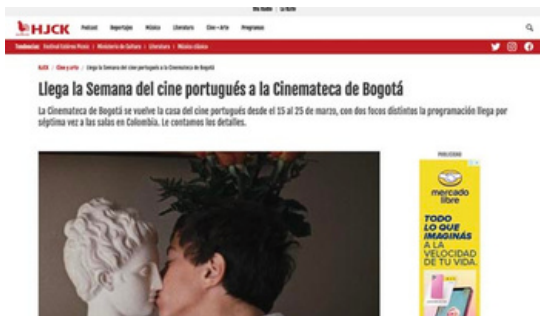 HJCK
Podcast Reportajes Música Literatura Cine + Arte Programas
Tendencias: Festival Estéreo Picnic | Ministerio de Cultura | Literatura | Música clásica
HJCK / Cine y arte / Llega la Semana del cine portugués a la Cinemateca de Bogotá
Llega la Semana del cine portugués a la Cinemateca de Bogotá
La Cinemateca de Bogotá se vuelve la casa del cine portugués desde el 15 al 25 de marzo, con dos focos distintos la programación llega por
séptima vez a las salas en Colombia. Le contamos los detalles.
PUBLICIDAD
mercado
libre
TODO
LO QUE
IMAGINÁS
A LA
VELOCIDAD
DE TU VIDA.